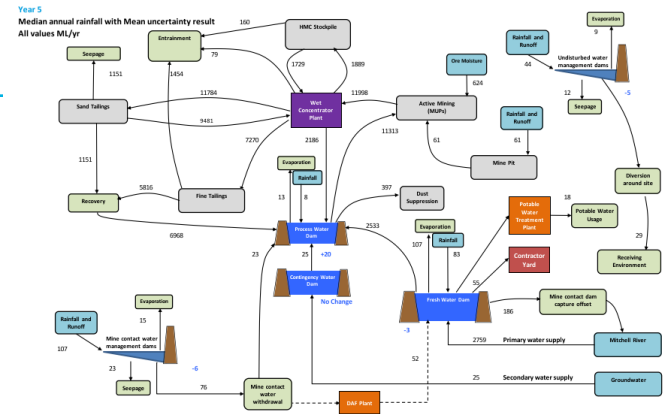 Year 5
Median annual rainfall with Mean uncertainty result
All values ML/yr
Seepage
1151
Entrainment
160
79
HMC Stockpile
1729
1889
Evaporation
9
Rainfall and
Runoff
44
Undisturbed water
management dams
-5
12
Seepage
Ore Moisture
624
1454
Sand Tailings
11784
9481
Wet
Concentrator
Plant
11998
Active Mining
(MUPs)
11313
Rainfall and
Runoff
61
61
Mine Pit
1151
7270
2186
Evaporation
Rainfall
13
8
Recovery
5816
Fine Tailings
397
Dust
Suppression
Diversion
around site
29
Receiving
Environment
6968
Process Water
Dam
+20
23
25
2533
Evaporation
107
Rainfall
83
Potable
Water
Treatment
Plant
18
Potable Water
Usage
Contractor
Yard
55
Contingency Water
Dam
No Change
Fresh Water Dam
-3
186
Mine contact dam
capture offset
Evaporation
15
Rainfall and
Runoff
107
Mine contact water
management dams
-6
23
Seepage
76
Mine contact
water
withdrawal
52
DAF Plant
2759
Primary water supply
Mitchell River
25
Secondary water supply
Groundwater